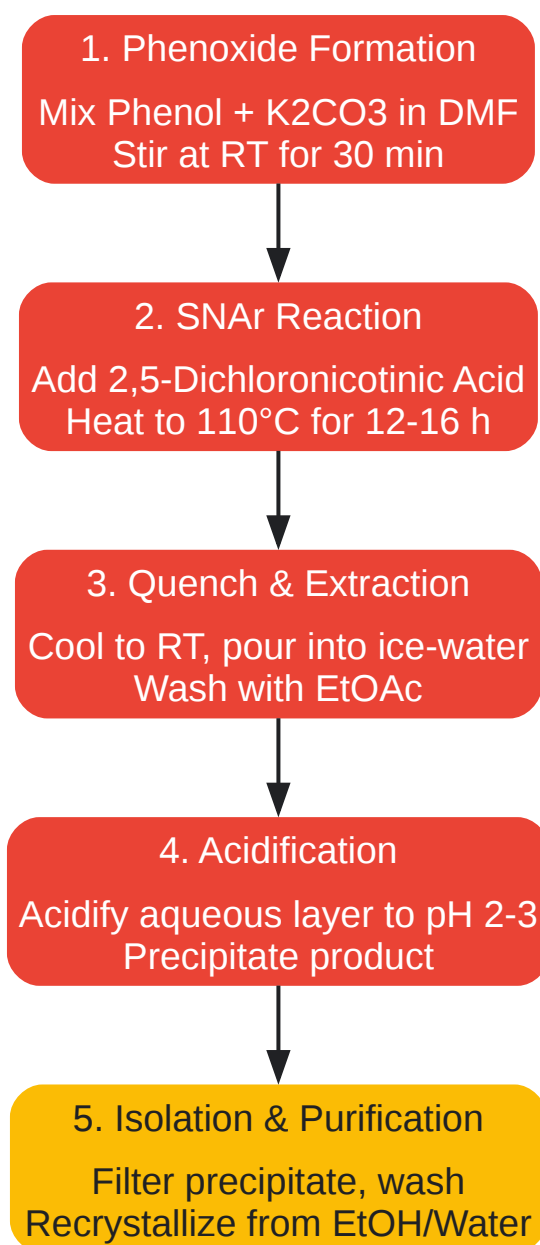 1. Phenoxide Formation
Mix Phenol + K2CO3 in DMF
Stir at RT for 30 min
2. SNAr Reaction
Add 2,5-Dichloronicotinic Acid
Heat to 110°C for 12-16 h
3. Quench & Extraction
Cool to RT, pour into ice-water
Wash with EtOAc
4. Acidification
Acidify aqueous layer to pH 2-3
Precipitate product
5. Isolation & Purification
Filter precipitate, wash
Recrystallize from EtOH/Water